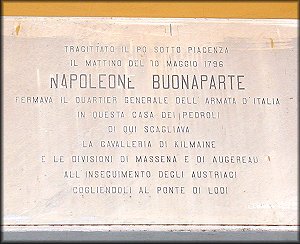 TRAGITTATO IL PO SOTTO PIACENZA
IL MATTINO DEL 10 MAGGIO 1796
NAPOLEONE BUONAPARTE
FERMAVA IL QUARTIER GENERALE DELL'ARMATA D'ITALIA
IN QUESTA CASA DEI PEDROLI
DI QUI SCAGLIAVA
LA CAVALLERIA DI KILMAINE
E LE DIVISIONI DI MASSENA E DI AUGEREAU
ALL'INSEGUIMENTO DEGLI AUSTRIACI
COGLIENDOLI AL PONTE DI LODI